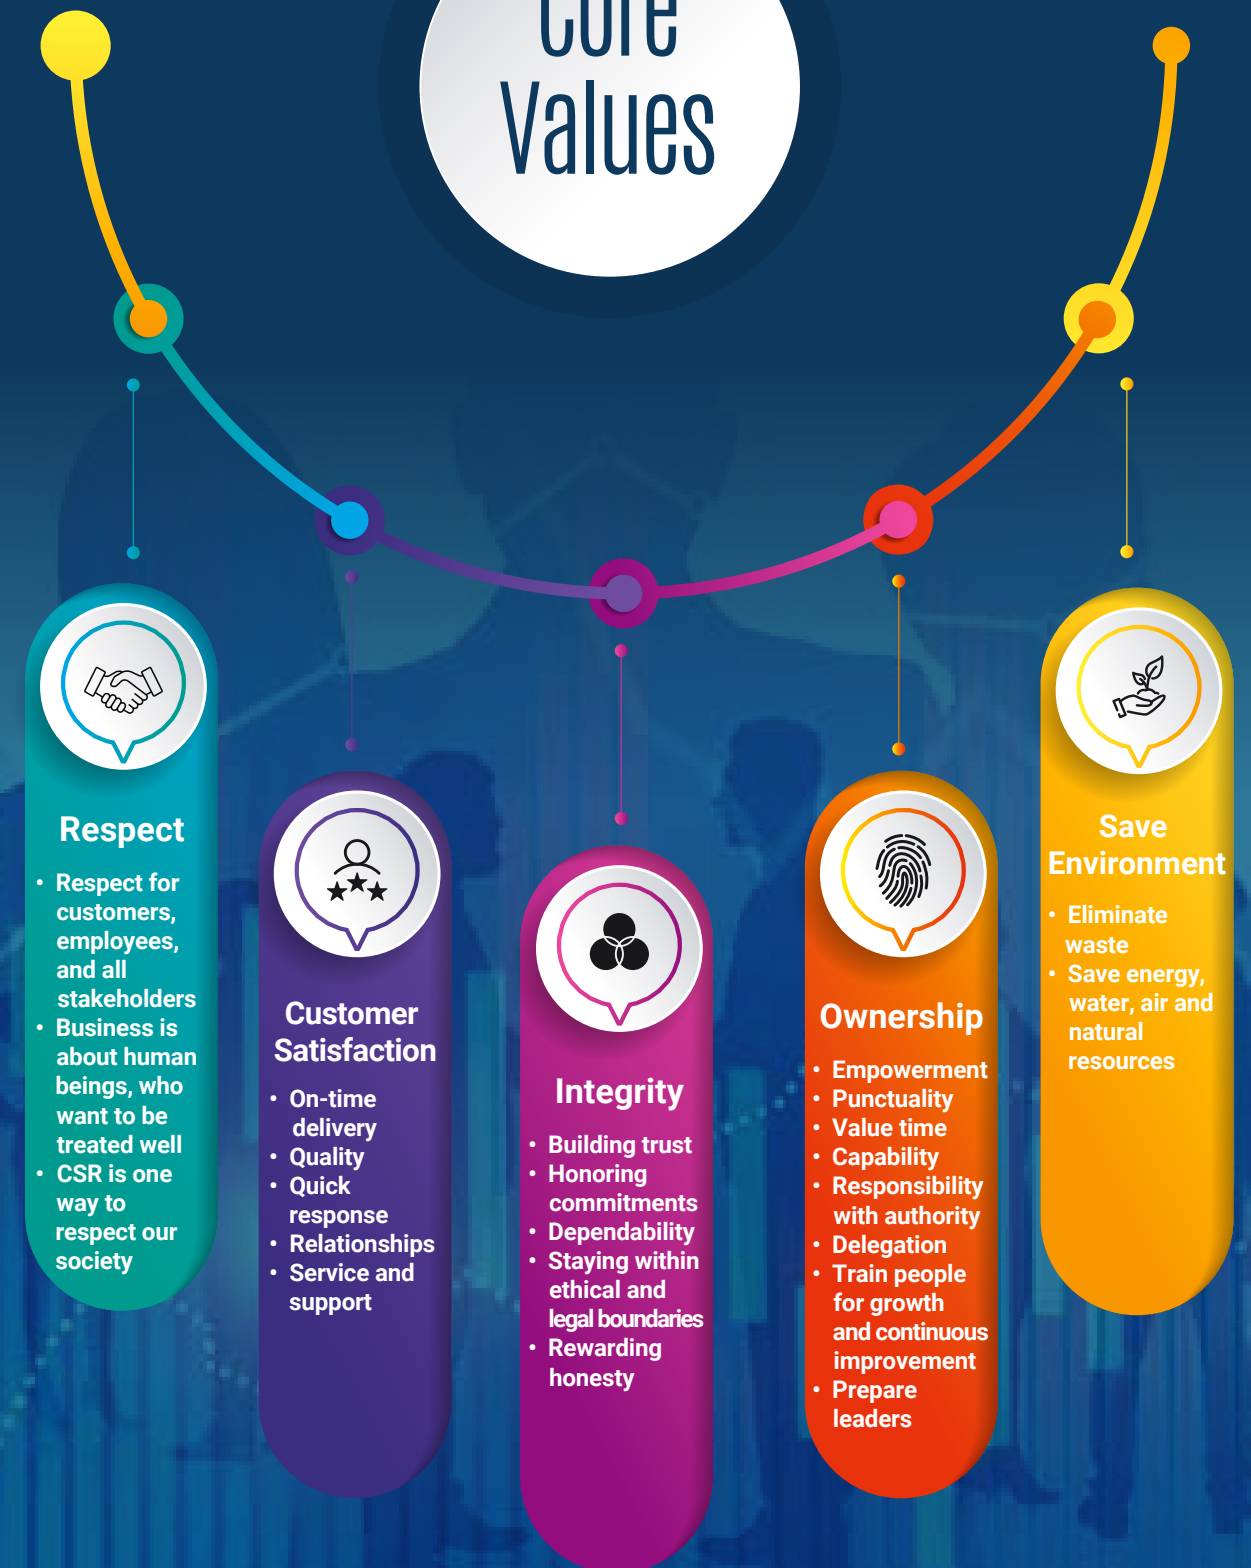 Core
Values
Respect
• Respect for
customers,
employees,
and all
stakeholders
• Business is
about human
beings, who
want to be
treated well
• CSR is one
way to
respect our
society
Customer
Satisfaction
• On-time
delivery
• Quality
• Quick
response
• Relationships
• Service and
support
Integrity
• Building trust
• Honoring
commitments
• Dependability
• Staying within
ethical and
legal boundaries
• Rewarding
honesty
Ownership
• Empowerment
• Punctuality
• Value time
• Capability
• Responsibility
with authority
• Delegation
• Train people
for growth
and continuous
improvement
• Prepare
leaders
Save
Environment
• Eliminate
waste
• Save energy,
water, air and
natural
resources